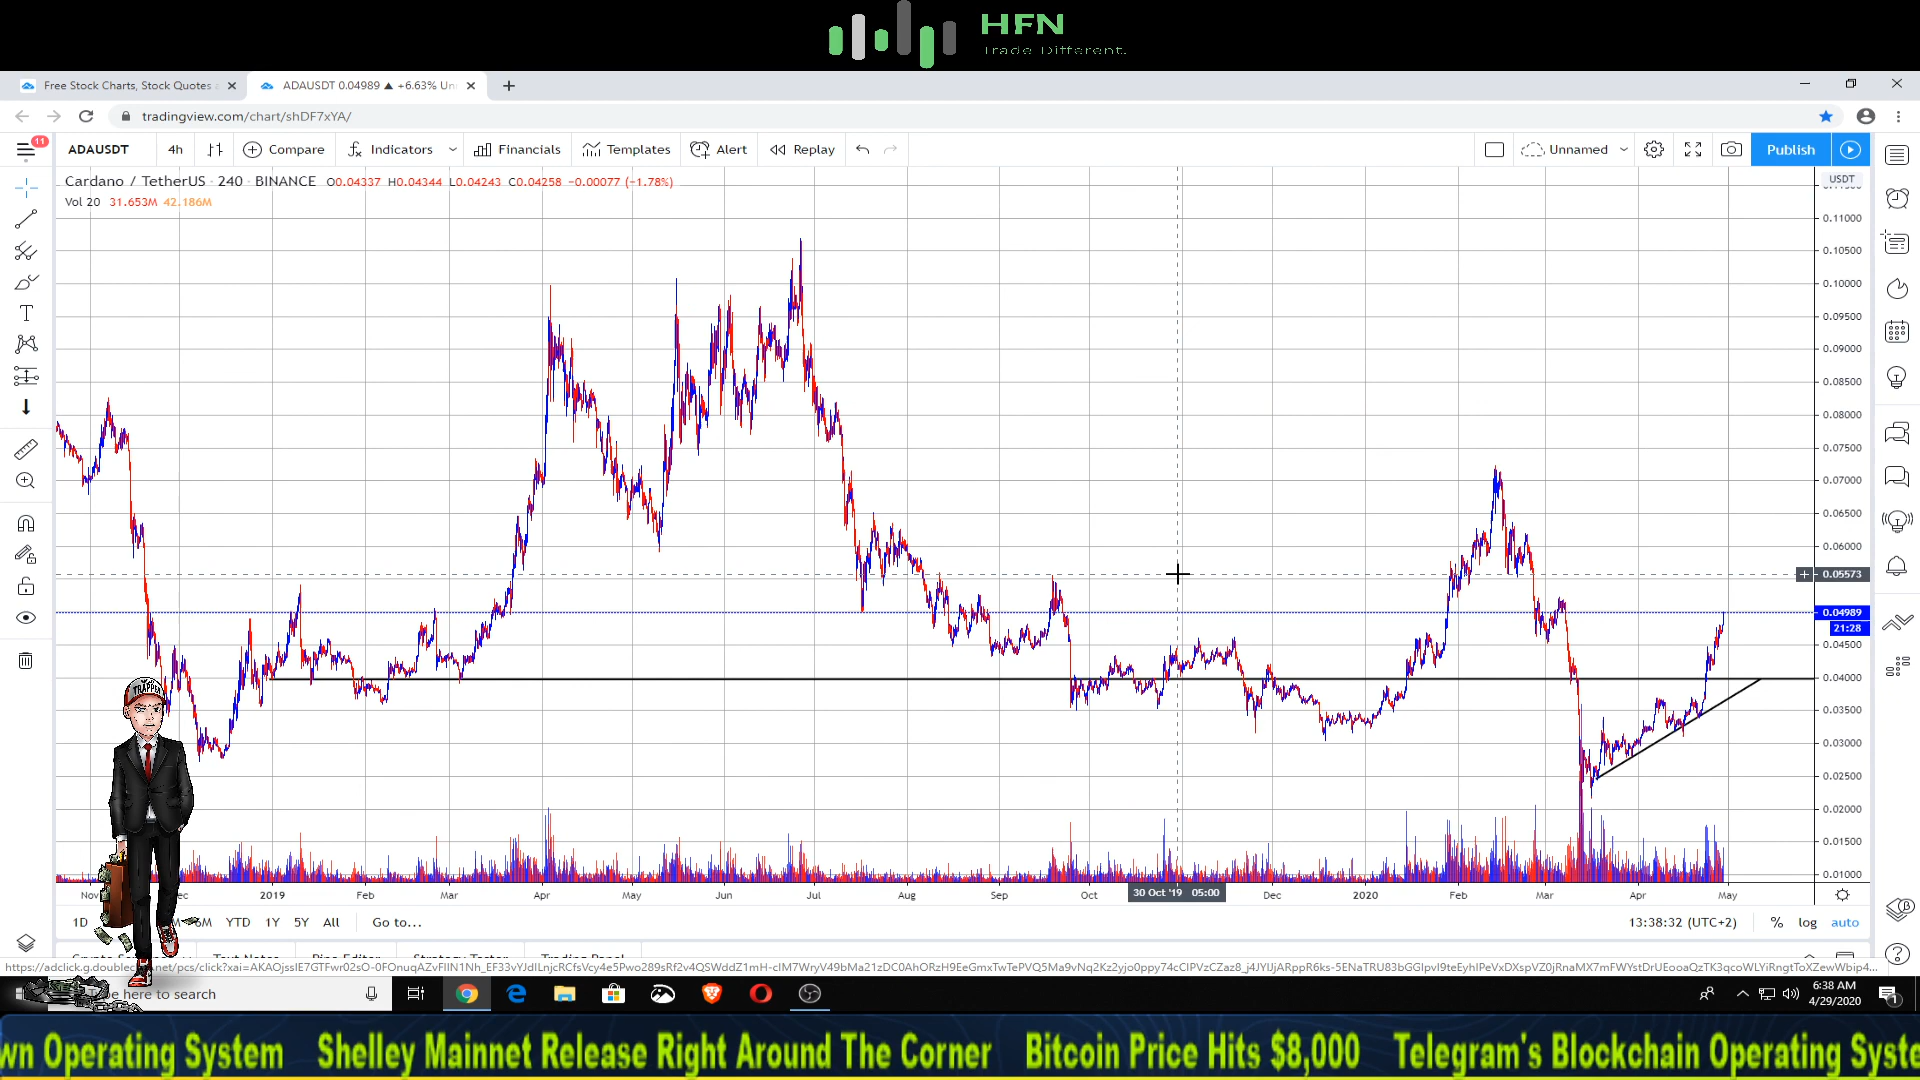 HFN
Trade Different.
Free Stock Charts, Stock Quotes
ADAUSDT 0.04989 ▲ +6.63% Un
tradingview.com/chart/shDF7xYA/
11
ADAUSDT 4h Compare Indicators Financials Templates Alert Replay Unnamed Publish
Cardano / TetherUS · 240 · BINANCE O0.04337 H0.04344 L0.04243 C0.04258 −0.00077 (−1.78%)
USDT
Vol 20 31.653M 42.186M
0.11000
0.10500
0.10000
0.09500
0.09000
0.08500
0.08000
0.07500
0.07000
0.06500
0.06000
0.05573
0.04989
21:28
0.04500
0.04000
0.03500
0.03000
0.02500
0.02000
0.01500
0.01000
TRAPPER
Nov ec 2019 Feb Mar Apr May Jun Jul Aug Sep Oct 30 Oct '19 05:00 Dec 2020 Feb Mar Apr May
1D 6M YTD 1Y 5Y All Go to... 13:38:32 (UTC+2) % log auto
Type here to search
6:38 AM
4/29/2020
1
wn Operating System Shelley Mainnet Release Right Around The Corner Bitcoin Price Hits $8,000 Telegram's Blockchain Operating Syste